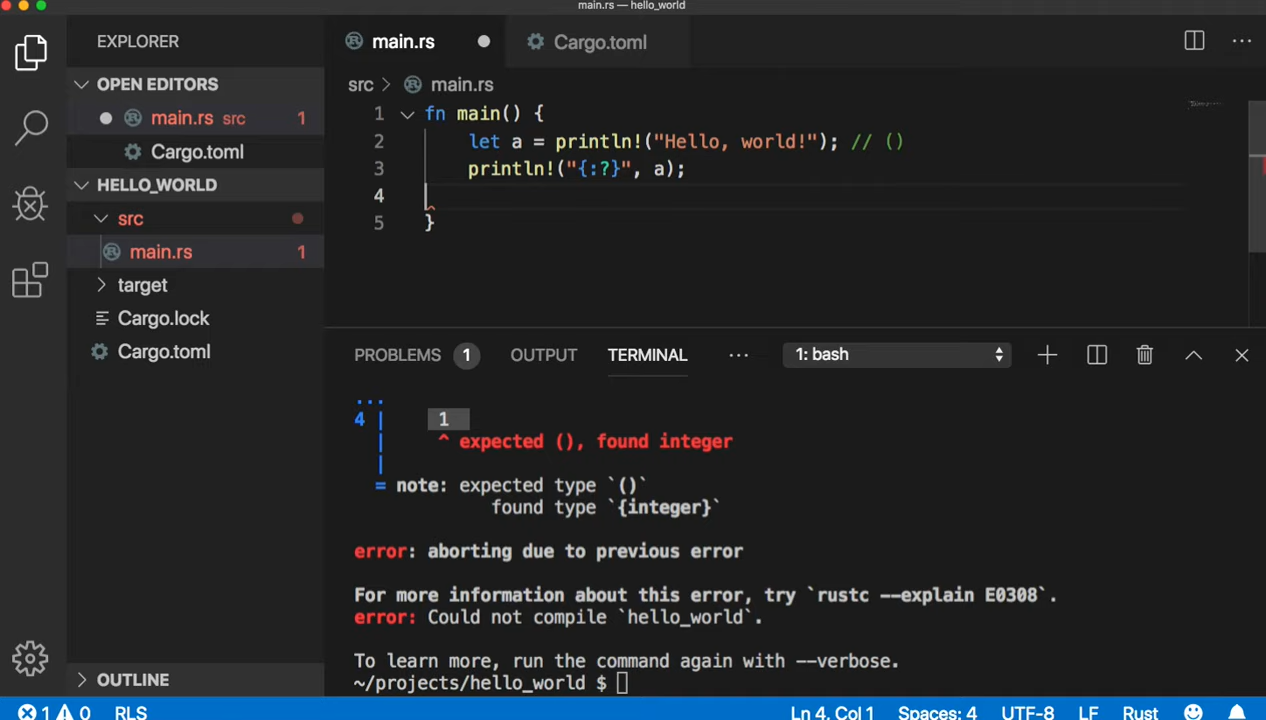 main.rs — hello_world
EXPLORER
OPEN EDITORS
main.rs src 1
Cargo.toml
HELLO_WORLD
src
main.rs 1
target
Cargo.lock
Cargo.toml
OUTLINE
main.rs
Cargo.toml
src > main.rs
1 fn main() {
2 let a = println!("Hello, world!"); // ()
3 println!("{:?}", a);
4
5 }
PROBLEMS 1 OUTPUT TERMINAL ... 1: bash
...
4 | 1
| ^ expected (), found integer
|
= note: expected type `()`
found type `{integer}`
error: aborting due to previous error
For more information about this error, try `rustc --explain E0308`.
error: Could not compile `hello_world`.
To learn more, run the command again with --verbose.
~/projects/hello_world $
1 0 RLS Ln 4, Col 1 Spaces: 4 UTF-8 LF Rust